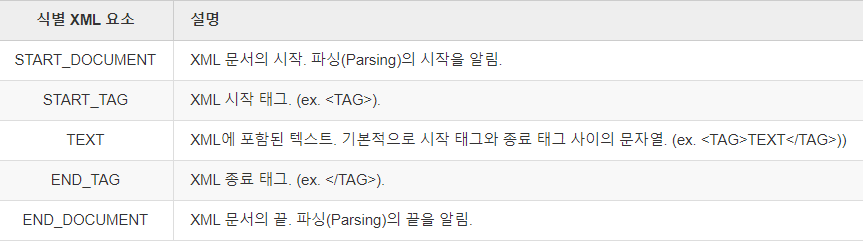 식별 XML 요소 설명
START_DOCUMENT XML 문서의 시작. 파싱(Parsing)의 시작을 알림.
START_TAG XML 시작 태그. (ex. <TAG>).
TEXT XML에 포함된 텍스트. 기본적으로 시작 태그와 종료 태그 사이의 문자열. (ex. <TAG>TEXT</TAG>))
END_TAG XML 종료 태그. (ex. </TAG>).
END_DOCUMENT XML 문서의 끝. 파싱(Parsing)의 끝을 알림.